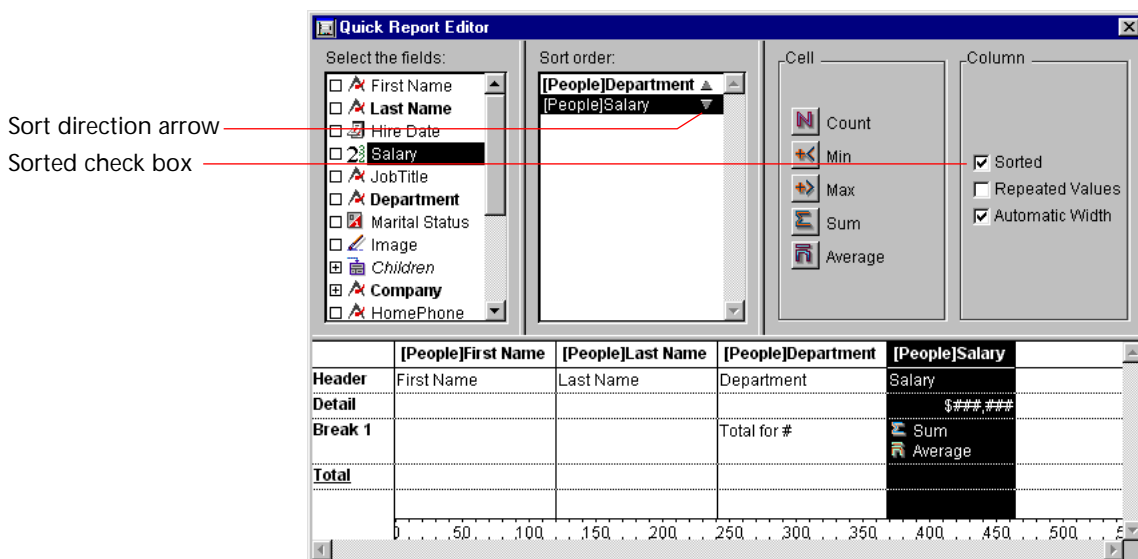 Quick Report Editor
Select the fields:
First Name
Last Name
Hire Date
Salary
JobTitle
Department
Marital Status
Image
Children
Company
HomePhone
Sort order:
[People]Department
[People]Salary
Cell
Count
Min
Max
Sum
Average
Column
Sorted
Repeated Values
Automatic Width
Sort direction arrow
Sorted check box
[People]First Name [People]Last Name [People]Department [People]Salary
Header First Name Last Name Department Salary
Detail $###,###
Break 1 Total for # Sum
Average
Total
0 50 100 150 200 250 300 350 400 450 500